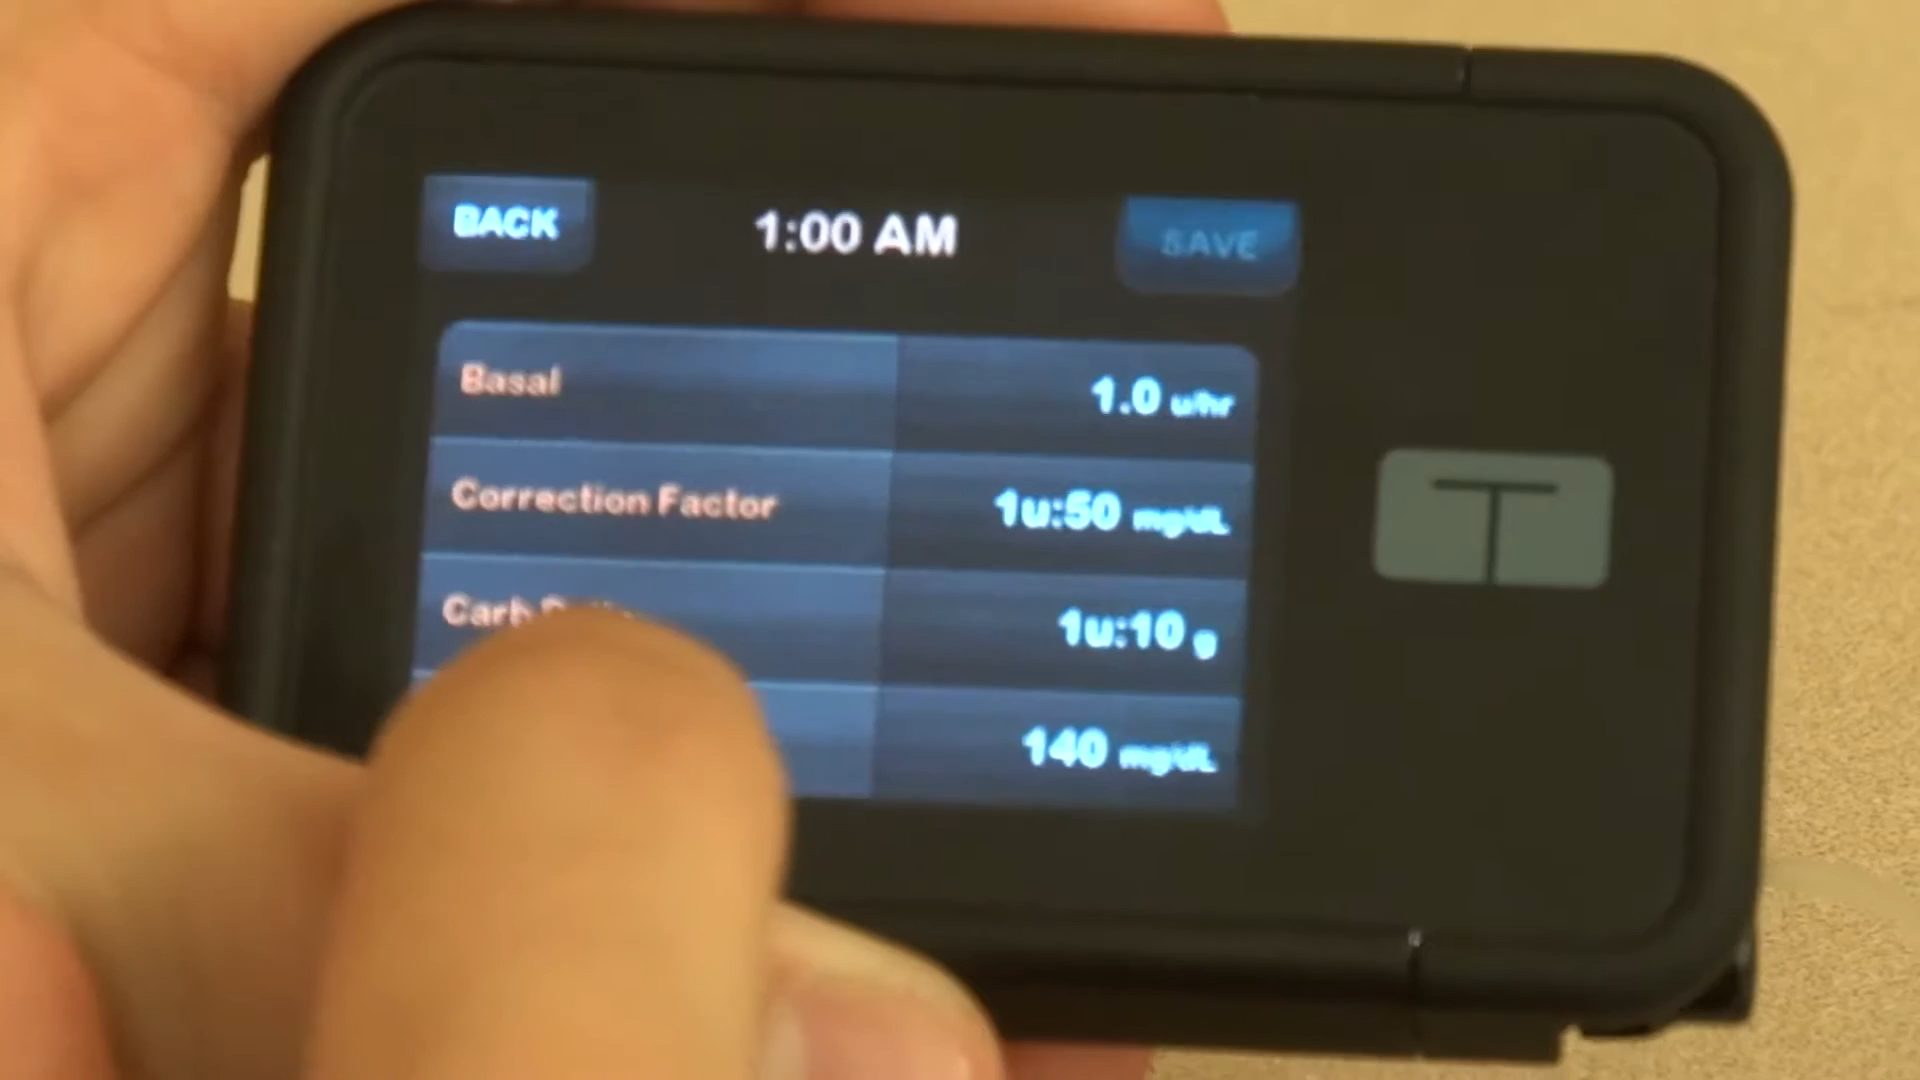 BACK 1:00 AM SAVE
Basal 1.0 u/hr
Correction Factor 1u:50 mg/dL
Carb 1u:10 g
140 mg/dL